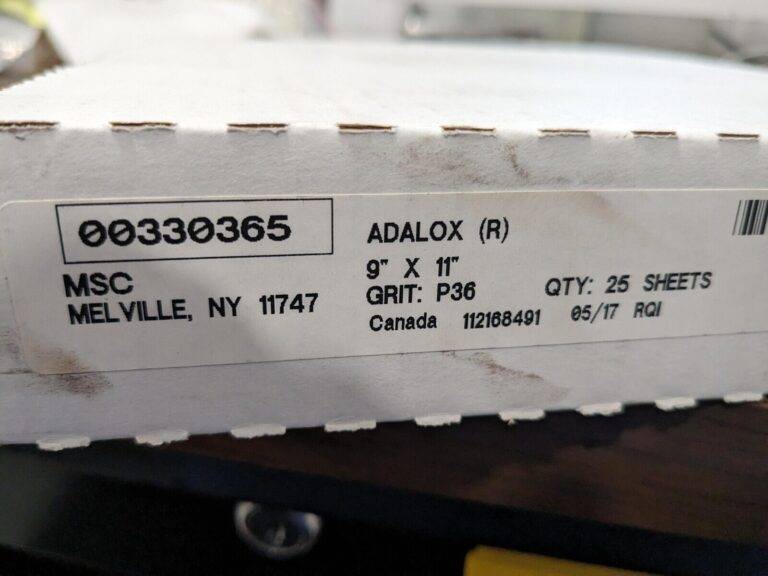 00330365
MSC
MELVILLE, NY 11747
ADALOX (R)
9" X 11"
GRIT: P36
QTY: 25 SHEETS
Canada 112168491 05/17 RQI